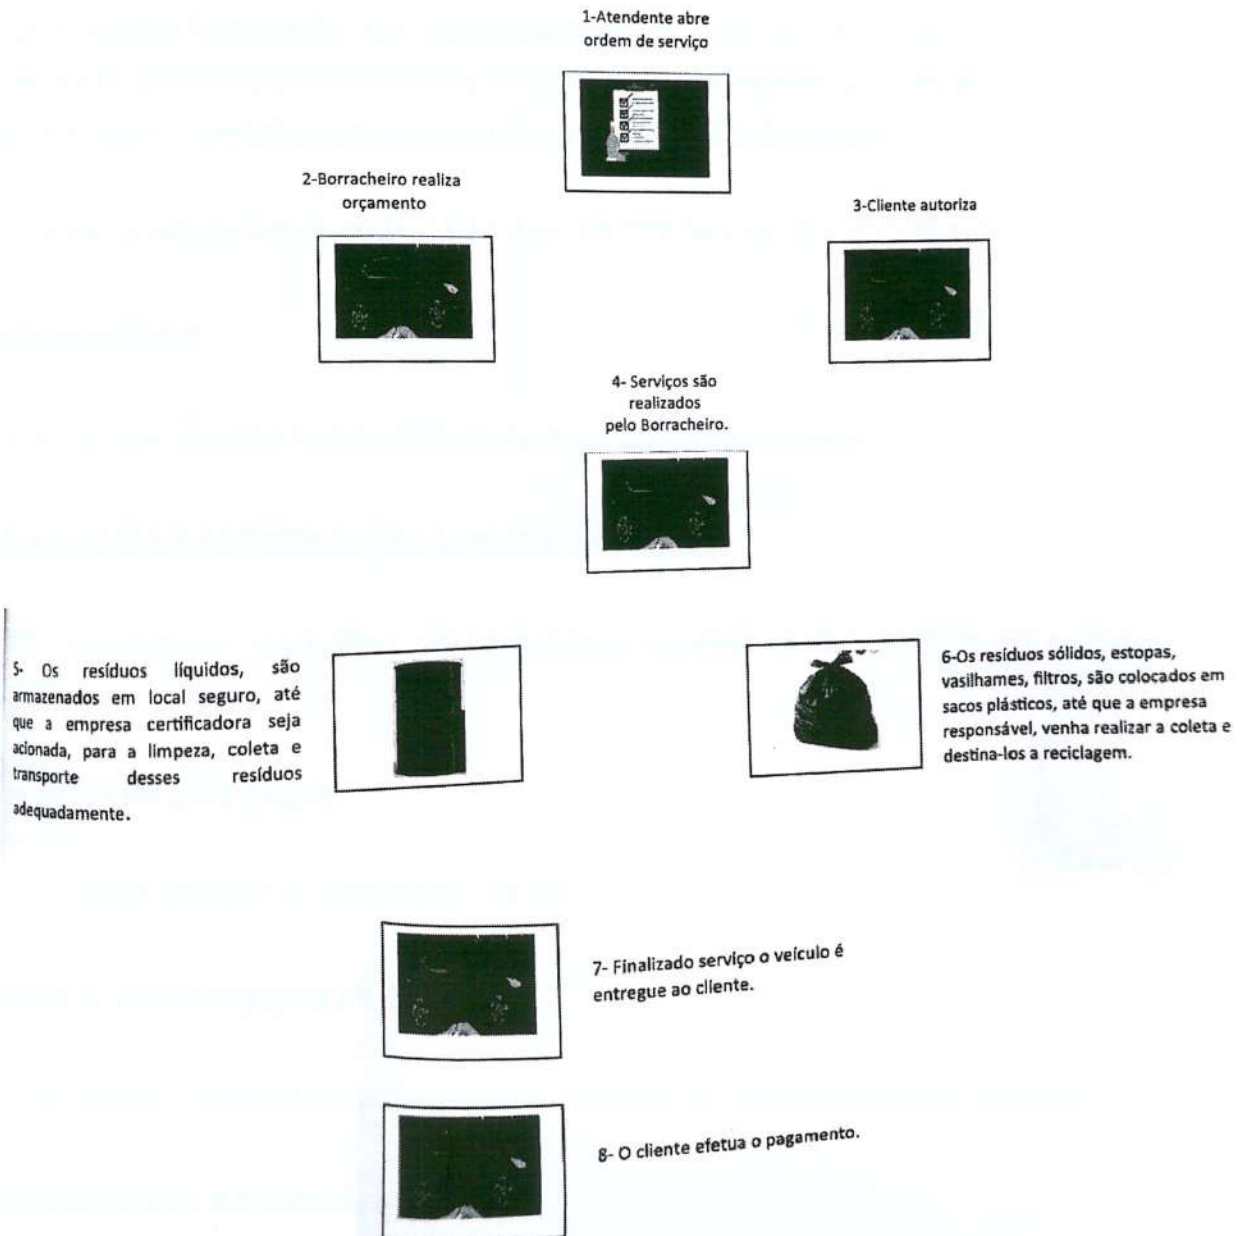 1-Atendente abre
ordem de serviço
2-Borracheiro realiza
orçamento
3-Cliente autoriza
4- Serviços são
realizados
pelo Borracheiro.
5- Os resíduos líquidos, são
armazenados em local seguro, até
que a empresa certificadora seja
acionada, para a limpeza, coleta e
transporte desses resíduos
adequadamente.
6-Os resíduos sólidos, estopas,
vasilhames, filtros, são colocados em
sacos plásticos, até que a empresa
responsável, venha realizar a coleta e
destina-los a reciclagem.
7- Finalizado serviço o veículo é
entregue ao cliente.
8- O cliente efetua o pagamento.